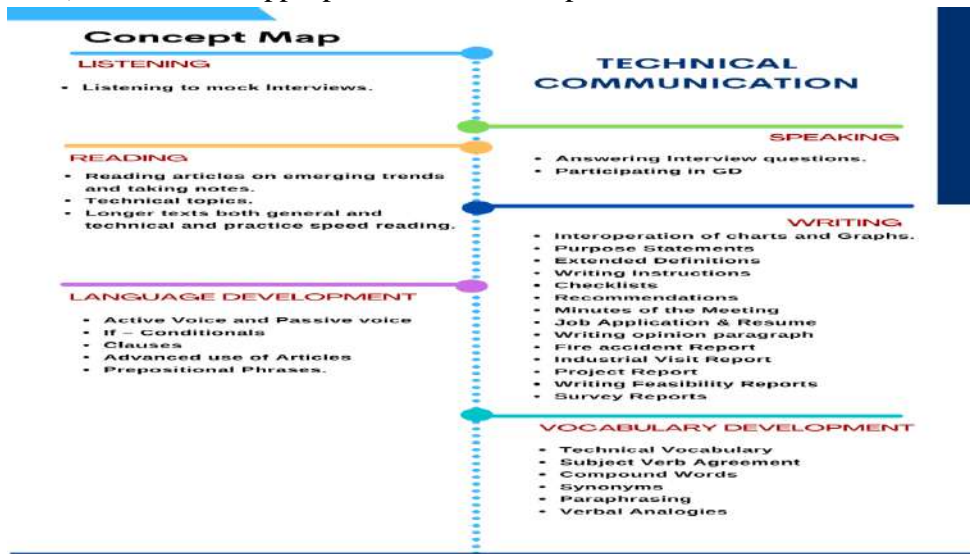 Concept Map
LISTENING
• Listening to mock Interviews.
TECHNICAL
COMMUNICATION
SPEAKING
• Answering Interview questions.
• Participating in GD
READING
• Reading articles on emerging trends
and taking notes.
• Technical topics.
• Longer texts both general and
technical and practice speed reading.
WRITING
• Interoperation of charts and Graphs.
• Purpose Statements
• Extended Definitions
• Writing Instructions
• Checklists
• Recommendations
• Minutes of the Meeting
• Job Application & Resume
• Writing opinion paragraph
• Fire accident Report
• Industrial Visit Report
• Project Report
• Writing Feasibility Reports
• Survey Reports
LANGUAGE DEVELOPMENT
• Active Voice and Passive voice
• If – Conditionals
• Clauses
• Advanced use of Articles
• Prepositional Phrases.
VOCABULARY DEVELOPMENT
• Technical Vocabulary
• Subject Verb Agreement
• Compound Words
• Synonyms
• Paraphrasing
• Verbal Analogies